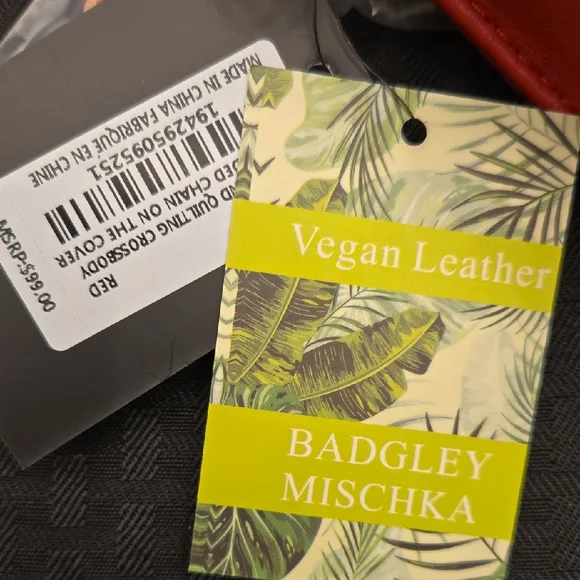 Vegan Leather
BADGLEY
MISCHKA
RED
QUILTING CROSSBODY
CHAIN ON THE COVER
194295095251
MADE IN CHINA FABRIQUE EN CHINE
MSRP:$99.00